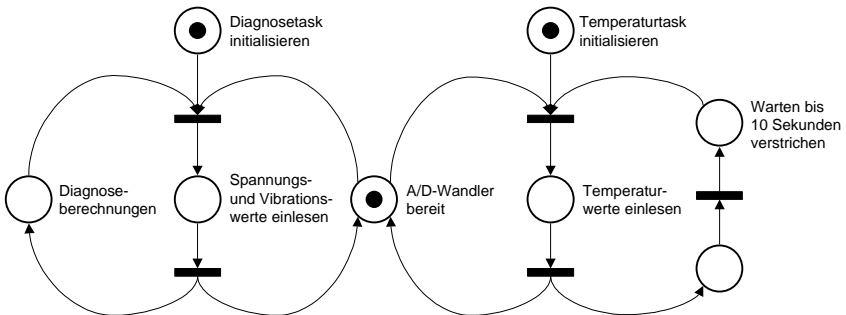 Diagnosetask
initialisieren
Temperaturtask
initialisieren
Warten bis
10 Sekunden
verstrichen
Diagnose-
berechnungen
Spannungs-
und Vibrations-
werte einlesen
A/D-Wandler
bereit
Temperatur-
werte einlesen